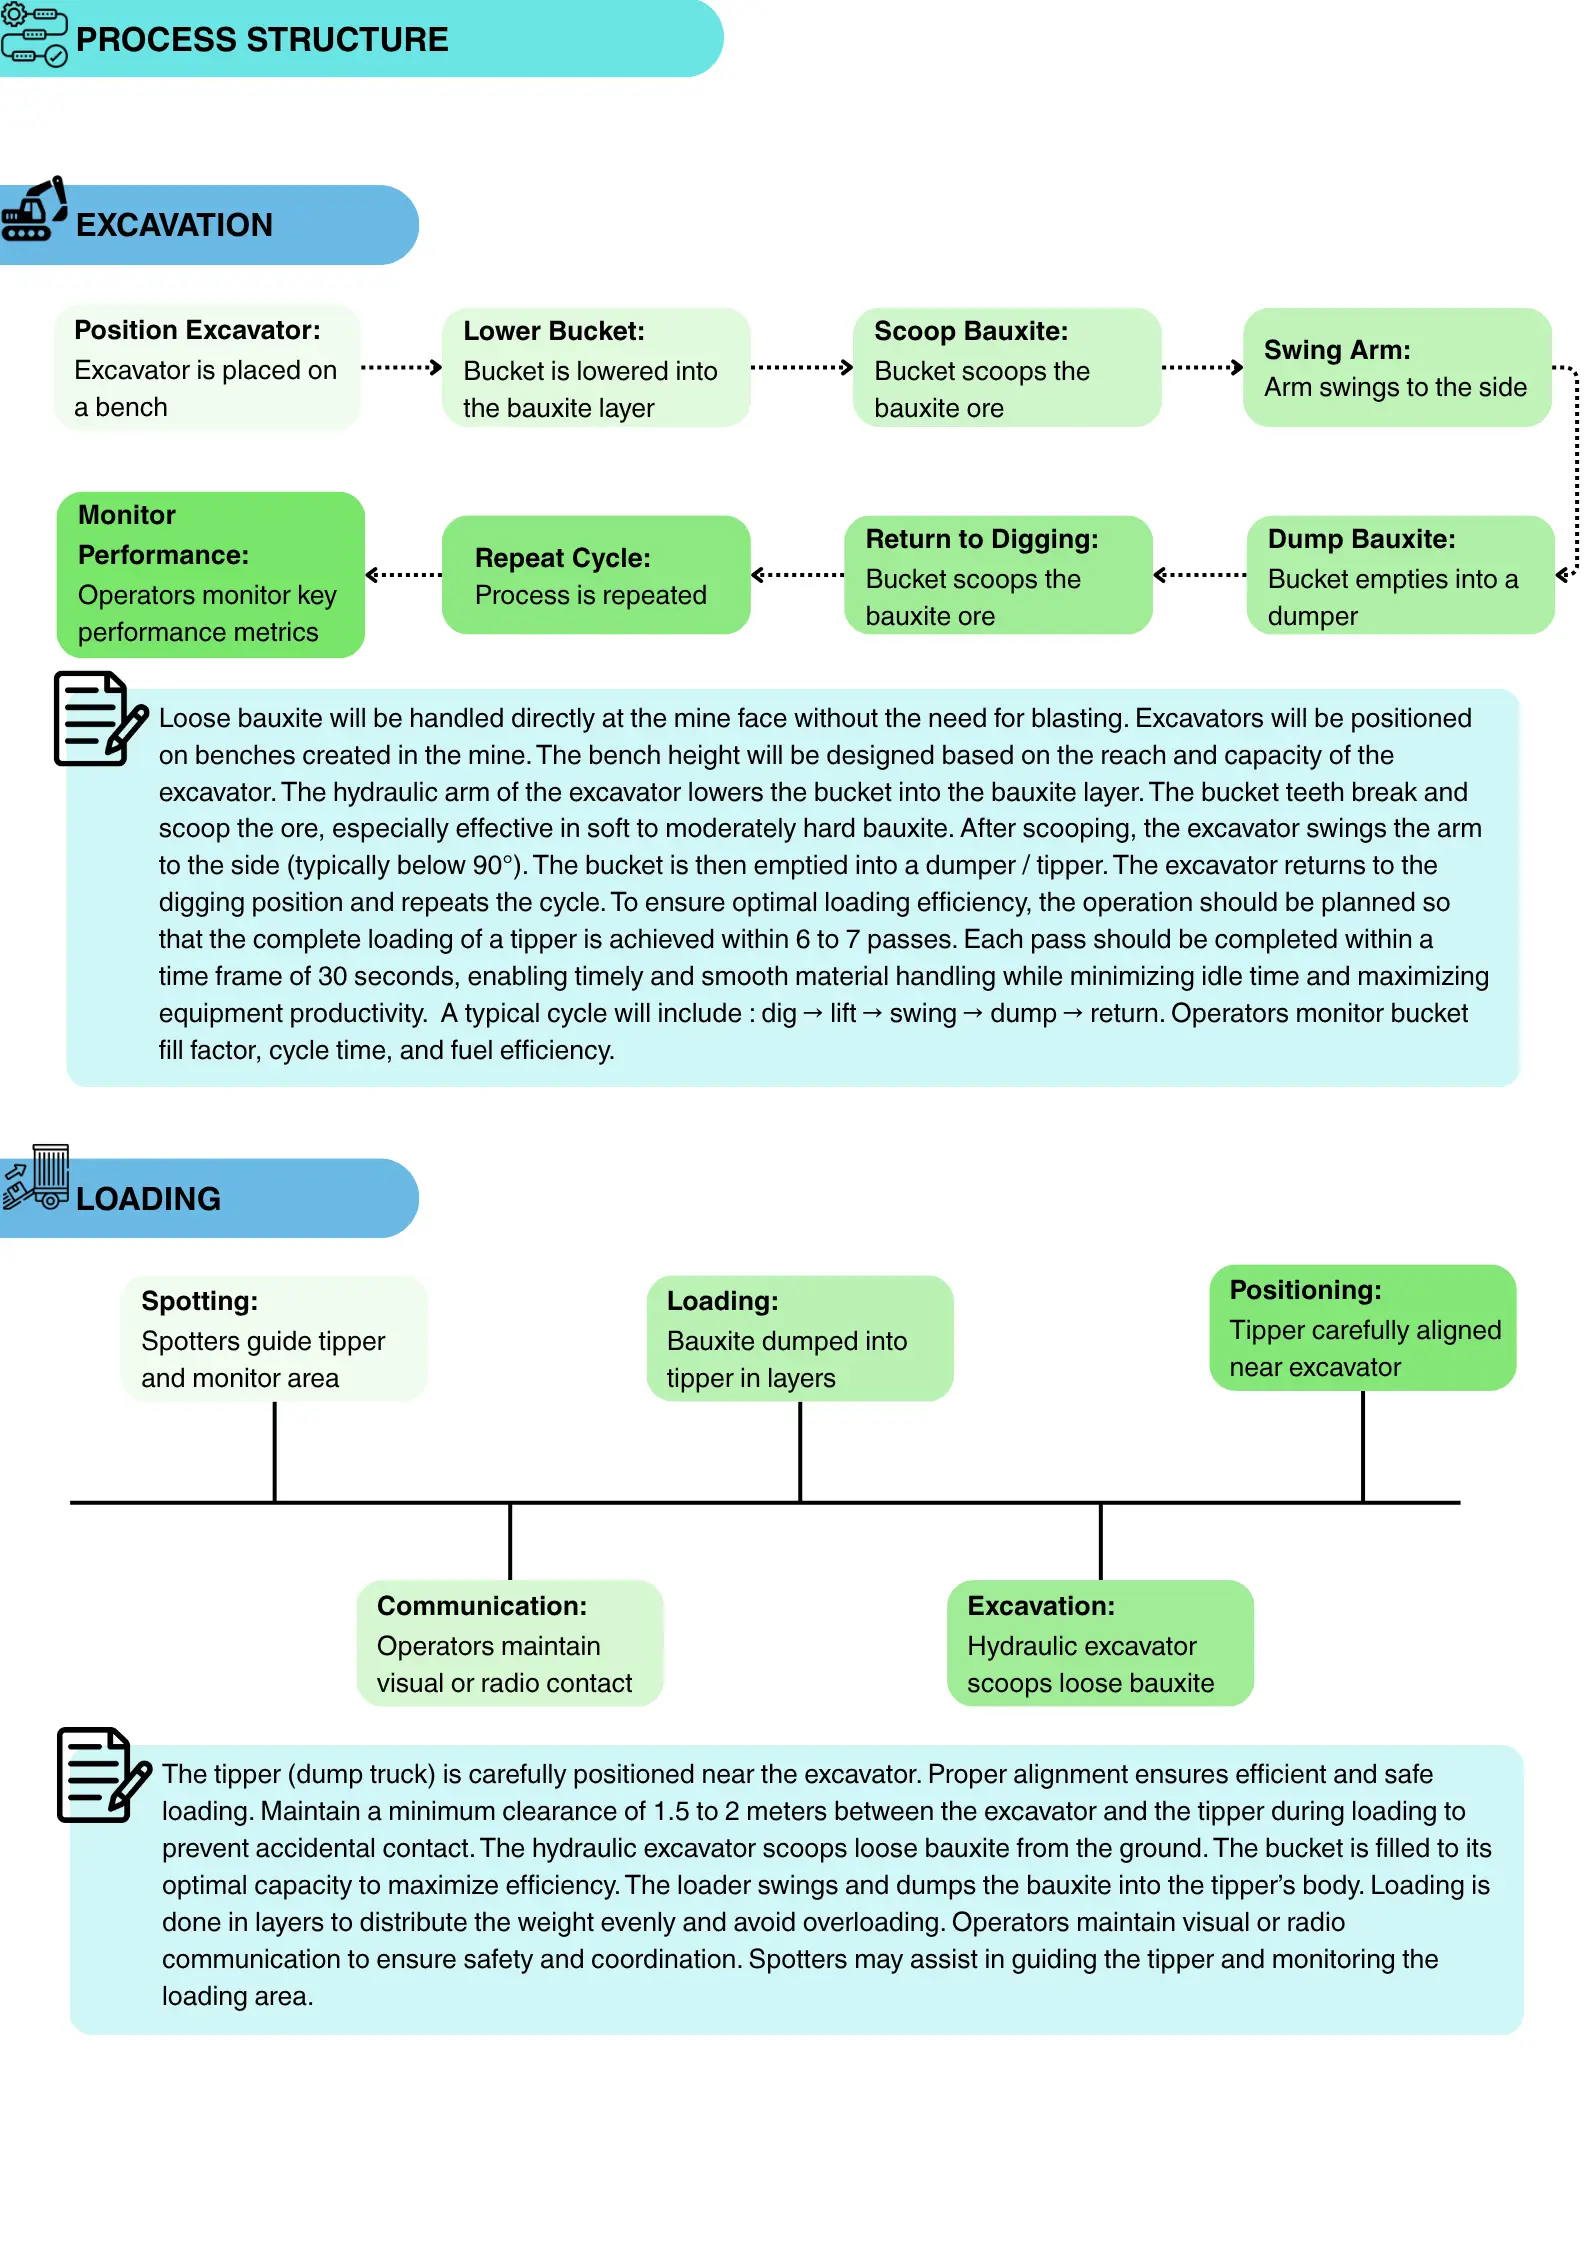 PROCESS STRUCTURE
EXCAVATION
Position Excavator:
Excavator is placed on
a bench
Lower Bucket:
Bucket is lowered into
the bauxite layer
Scoop Bauxite:
Bucket scoops the
bauxite ore
Swing Arm:
Arm swings to the side
Monitor
Performance:
Operators monitor key
performance metrics
Repeat Cycle:
Process is repeated
Return to Digging:
Bucket scoops the
bauxite ore
Dump Bauxite:
Bucket empties into a
dumper
Loose bauxite will be handled directly at the mine face without the need for blasting. Excavators will be positioned
on benches created in the mine. The bench height will be designed based on the reach and capacity of the
excavator. The hydraulic arm of the excavator lowers the bucket into the bauxite layer. The bucket teeth break and
scoop the ore, especially effective in soft to moderately hard bauxite. After scooping, the excavator swings the arm
to the side (typically below 90°). The bucket is then emptied into a dumper / tipper. The excavator returns to the
digging position and repeats the cycle. To ensure optimal loading efficiency, the operation should be planned so
that the complete loading of a tipper is achieved within 6 to 7 passes. Each pass should be completed within a
time frame of 30 seconds, enabling timely and smooth material handling while minimizing idle time and maximizing
equipment productivity.  A typical cycle will include : dig → lift → swing → dump → return. Operators monitor bucket
fill factor, cycle time, and fuel efficiency.
LOADING
Spotting:
Spotters guide tipper
and monitor area
Loading:
Bauxite dumped into
tipper in layers
Positioning:
Tipper carefully aligned
near excavator
Communication:
Operators maintain
visual or radio contact
Excavation:
Hydraulic excavator
scoops loose bauxite
The tipper (dump truck) is carefully positioned near the excavator. Proper alignment ensures efficient and safe
loading. Maintain a minimum clearance of 1.5 to 2 meters between the excavator and the tipper during loading to
prevent accidental contact. The hydraulic excavator scoops loose bauxite from the ground. The bucket is filled to its
optimal capacity to maximize efficiency. The loader swings and dumps the bauxite into the tipper’s body. Loading is
done in layers to distribute the weight evenly and avoid overloading. Operators maintain visual or radio
communication to ensure safety and coordination. Spotters may assist in guiding the tipper and monitoring the
loading area.